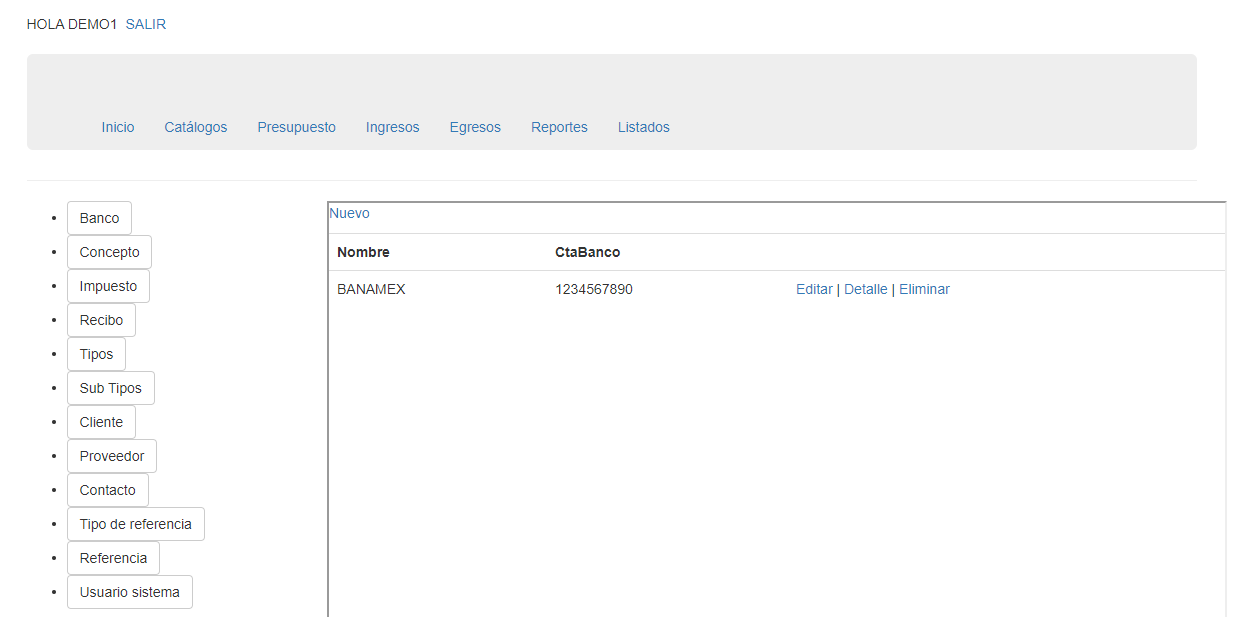 HOLA DEMO1 SALIR
Inicio Catálogos Presupuesto Ingresos Egresos Reportes Listados
Banco
Concepto
Impuesto
Recibo
Tipos
Sub Tipos
Cliente
Proveedor
Contacto
Tipo de referencia
Referencia
Usuario sistema
Nuevo
Nombre CtaBanco
BANAMEX 1234567890 Editar | Detalle | Eliminar